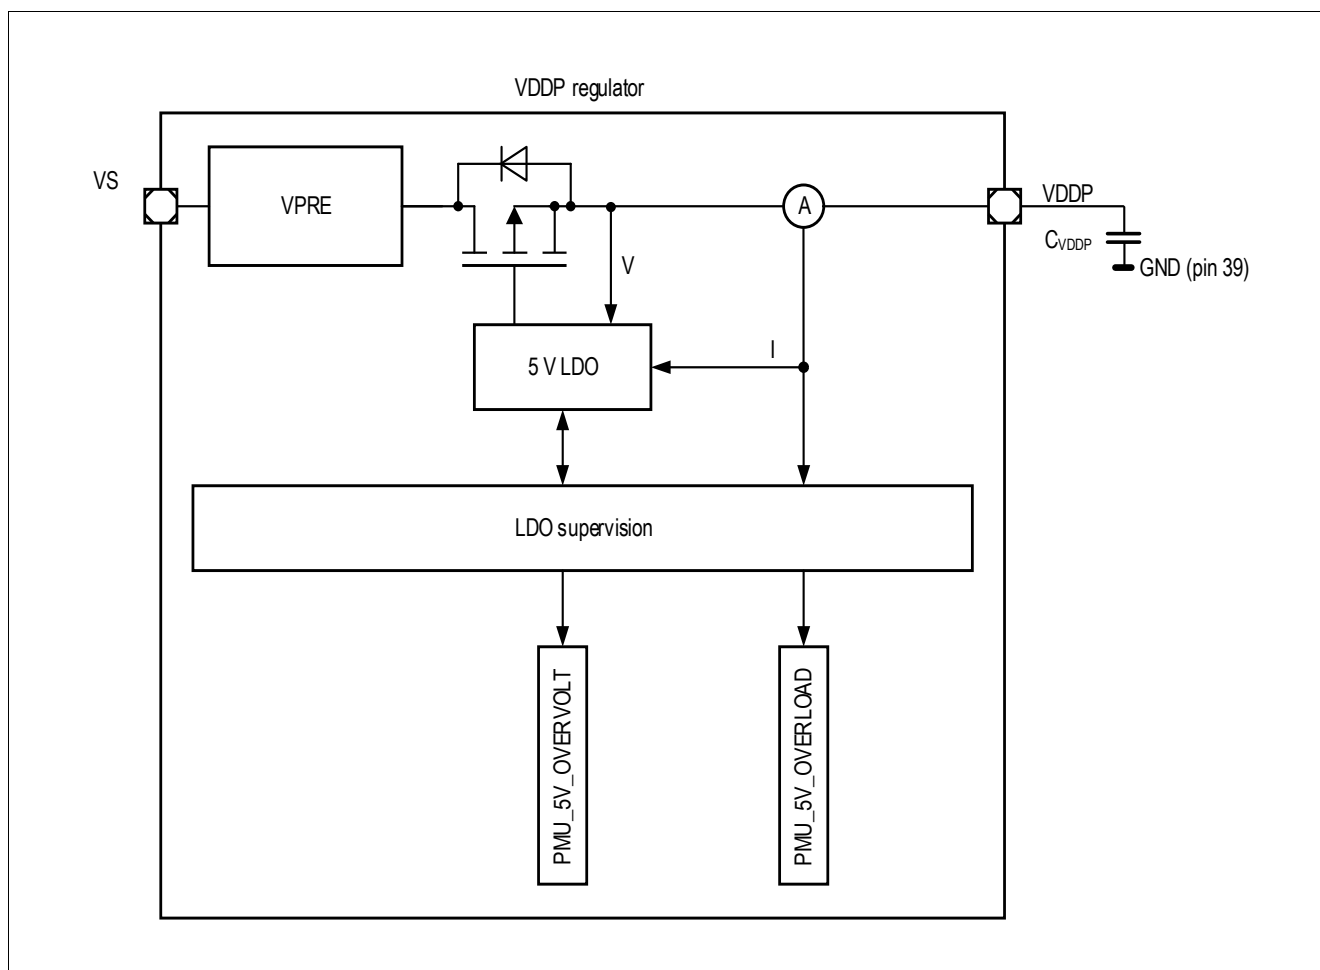 VDDP regulator
VS
VPRE
A
VDDP
CVDDP
GND (pin 39)
V
I
5 V LDO
LDO supervision
PMU_5V_OVERVOLT
PMU_5V_OVERLOAD